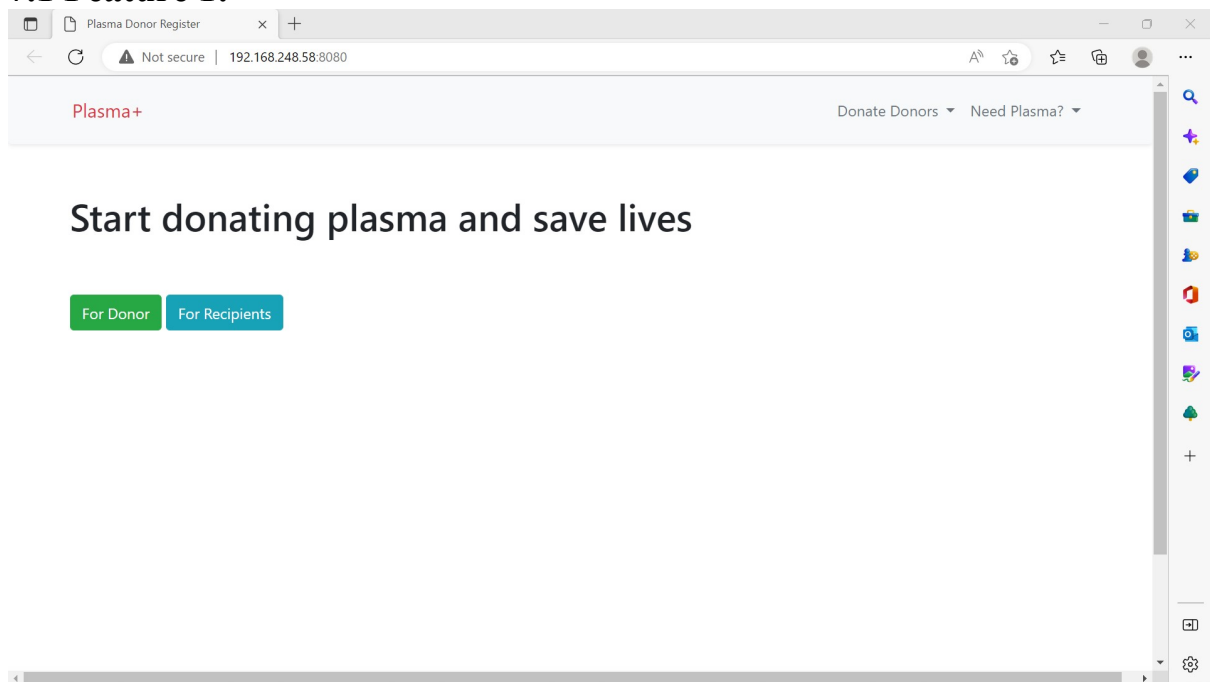 Plasma Donor Register
Not secure | 192.168.248.58:8080
Plasma+
Donate Donors Need Plasma?
Start donating plasma and save lives
For Donor For Recipients